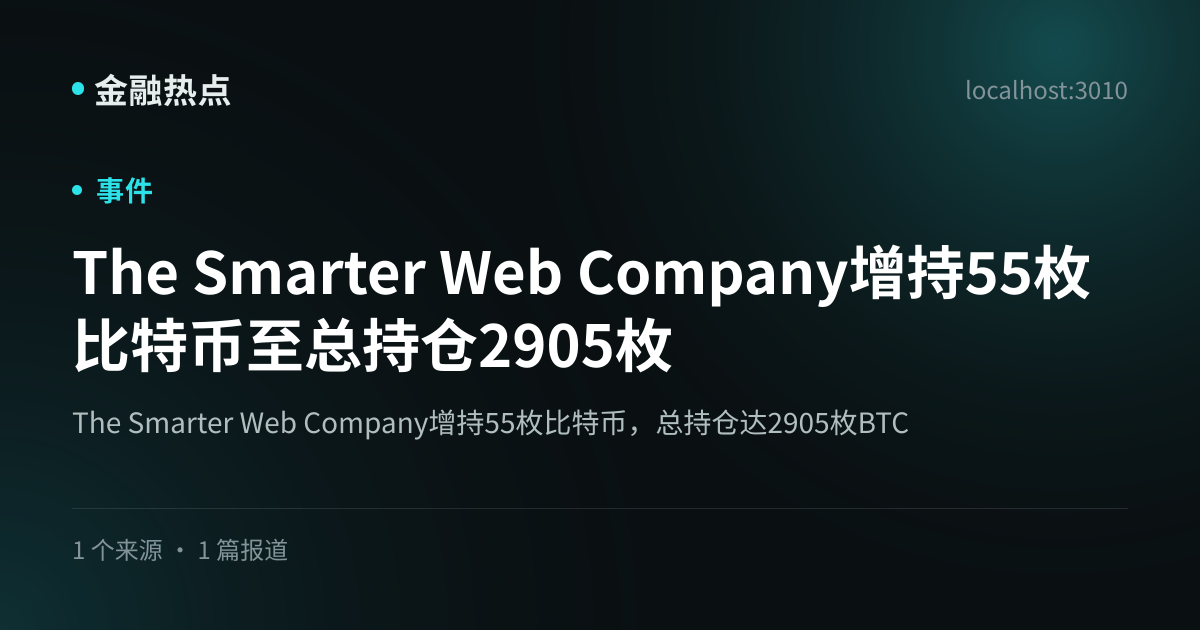 金融热点
localhost:3010
事件
The Smarter Web Company增持55枚
比特币至总持仓2905枚
The Smarter Web Company增持55枚比特币，总持仓达2905枚BTC
1 个来源 · 1 篇报道